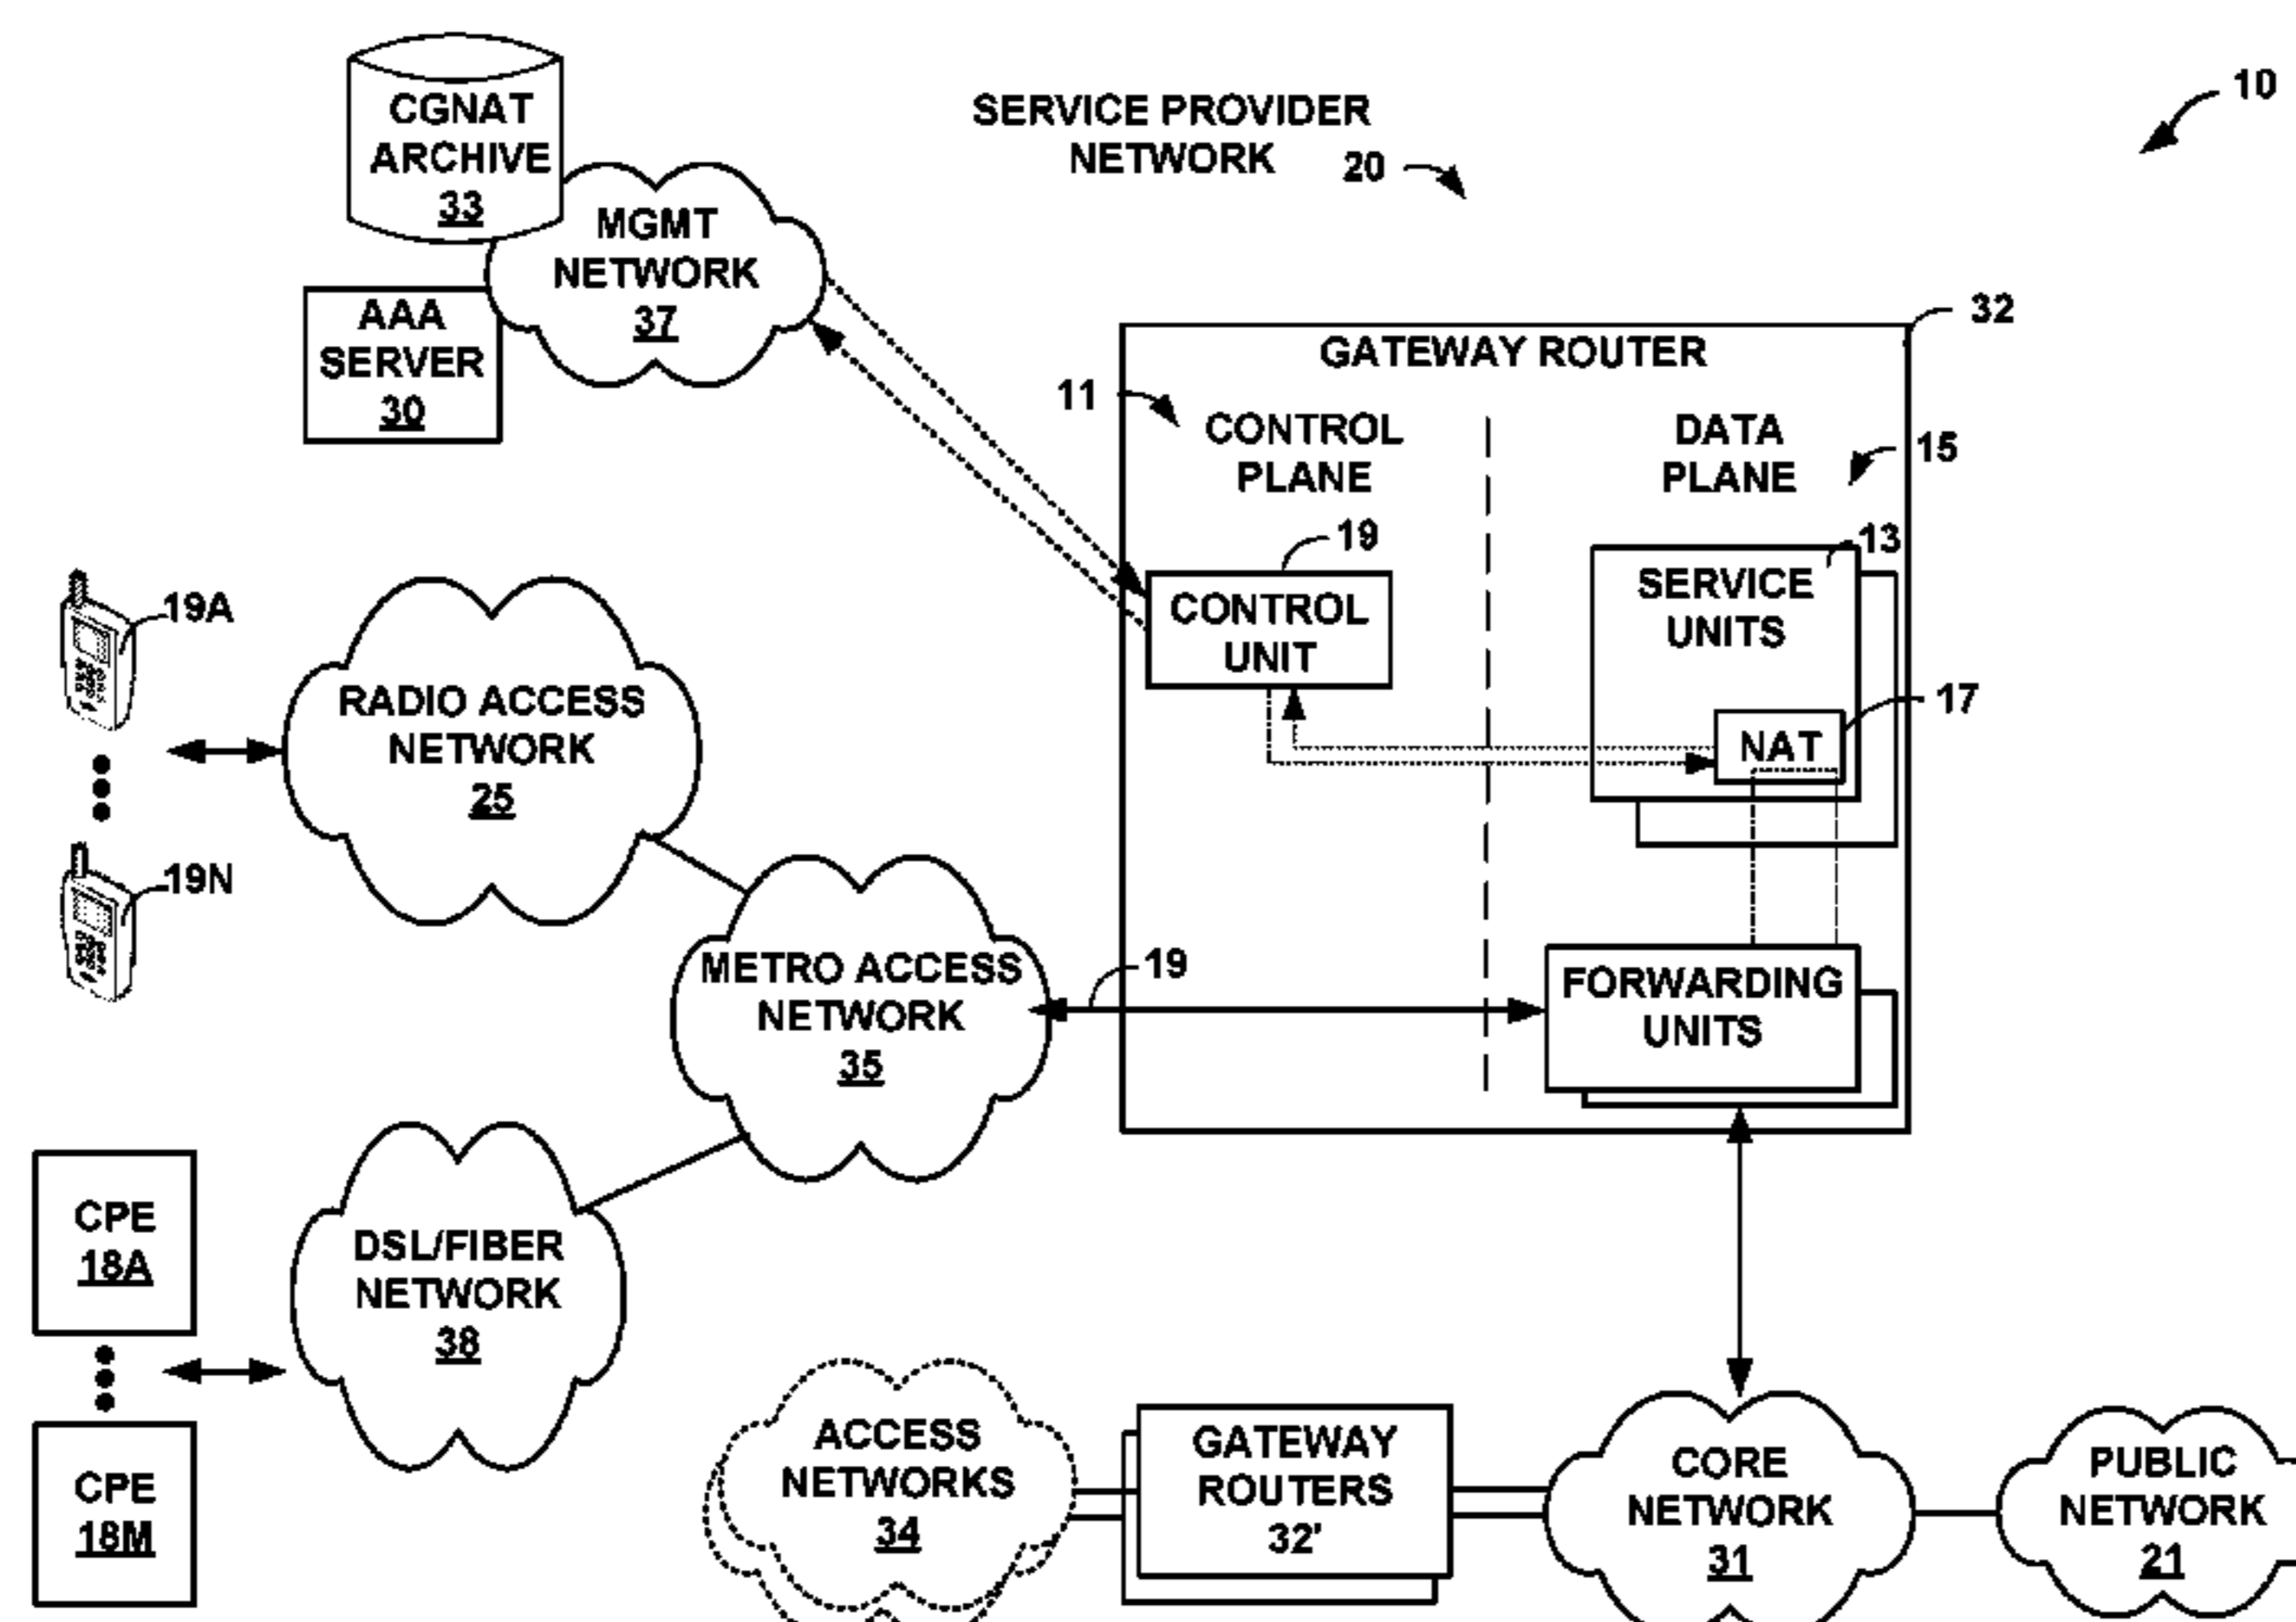 10
SERVICE PROVIDER
NETWORK
20
CGNAT
ARCHIVE
33
MGMT
NETWORK
37
AAA
SERVER
30
32
GATEWAY ROUTER
11
CONTROL
PLANE
DATA
PLANE
15
19
CONTROL
UNIT
13
SERVICE
UNITS
17
NAT
19A
19N
RADIO ACCESS
NETWORK
25
METRO ACCESS
NETWORK
35
19
FORWARDING
UNITS
CPE
18A
CPE
18M
DSL/FIBER
NETWORK
38
ACCESS
NETWORKS
34
GATEWAY
ROUTERS
32'
CORE
NETWORK
31
PUBLIC
NETWORK
21